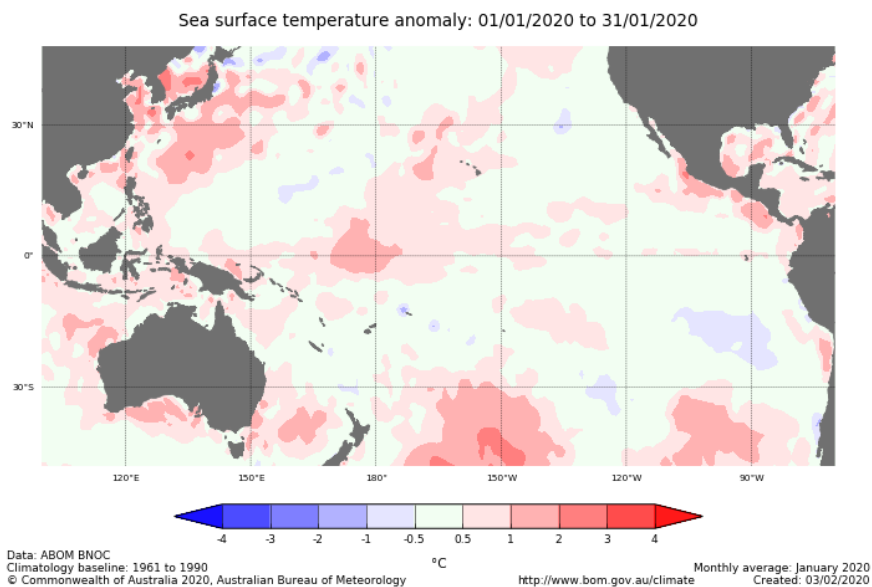 Sea surface temperature anomaly: 01/01/2020 to 31/01/2020
30°N
0°
30°S
120°E 150°E 180° 150°W 120°W 90°W
-4 -3 -2 -1 -0.5 0.5 1 2 3 4
°C
Data: ABOM BNOC
Climatology baseline: 1961 to 1990
Monthly average: January 2020
© Commonwealth of Australia 2020, Australian Bureau of Meteorology http://www.bom.gov.au/climate Created: 03/02/2020